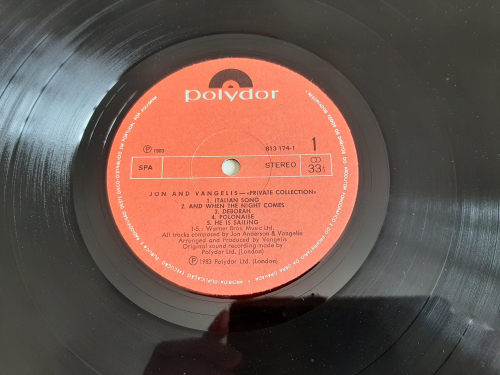 polydor
℗ 1983
813 174-1
1
SPA
STEREO
33⅓
JON AND VANGELIS—«PRIVATE COLLECTION»
1. ITALIAN SONG
2. AND WHEN THE NIGHT COMES
3. DEBORAH
4. POLONAISE
5. HE IS SAILING
1-5.: Warner Bros. Music Ltd.
All tracks composed by Jon Anderson & Vangelis
Arranged and Produced by Vangelis
Original sound recording made by
Polydor Ltd. (London)
℗ 1983 Polydor Ltd. (London)